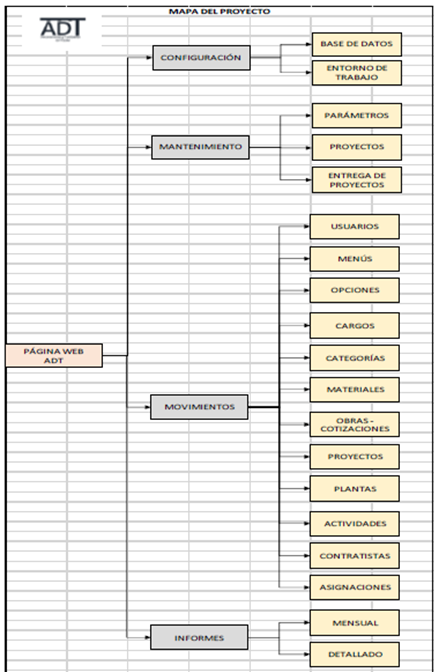 MAPA DEL PROYECTO
ADT
CONFIGURACIÓN
BASE DE DATOS
ENTORNO DE
TRABAJO
MANTENIMIENTO
PARÁMETROS
PROYECTOS
ENTREGA DE
PROYECTOS
PÁGINA WEB
ADT
MOVIMIENTOS
USUARIOS
MENÚS
OPCIONES
CARGOS
CATEGORÍAS
MATERIALES
OBRAS -
COTIZACIONES
PROYECTOS
PLANTAS
ACTIVIDADES
CONTRATISTAS
ASIGNACIONES
INFORMES
MENSUAL
DETALLADO